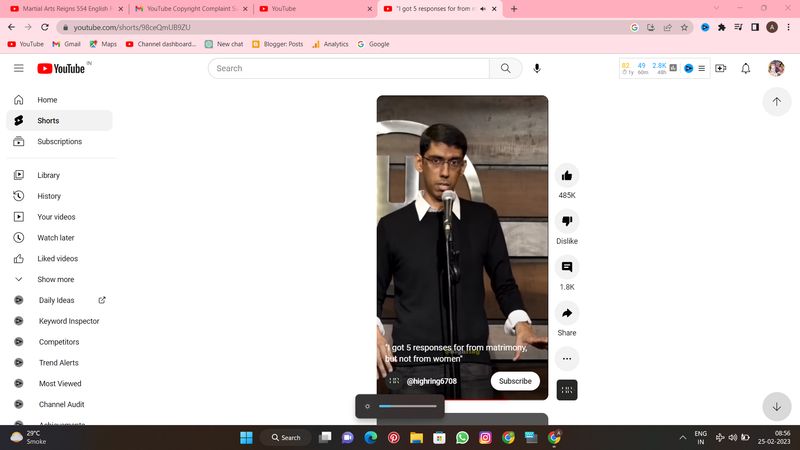 Martial Arts Reigns 554 English
YouTube Copyright Complaint S
YouTube
"I got 5 responses for from m
youtube.com/shorts/98ceQmUB9ZU
YouTube
Gmail
Maps
Channel dashboard...
New chat
Blogger: Posts
Analytics
Google
A
YouTube IN
Search
82...
49
2.8K
1y
60m
48h
Home
Shorts
Subscriptions
Library
History
Your videos
Watch later
Liked videos
Show more
Daily Ideas
Keyword Inspector
Competitors
Trend Alerts
Most Viewed
Channel Audit
Achievements
485K
Dislike
1.8K
Share
"I got 5 responses for from matrimony,
but not from women"
@highring6708
Subscribe
29°C
Smoke
Search
ENG
IN
08:56
25-02-2023